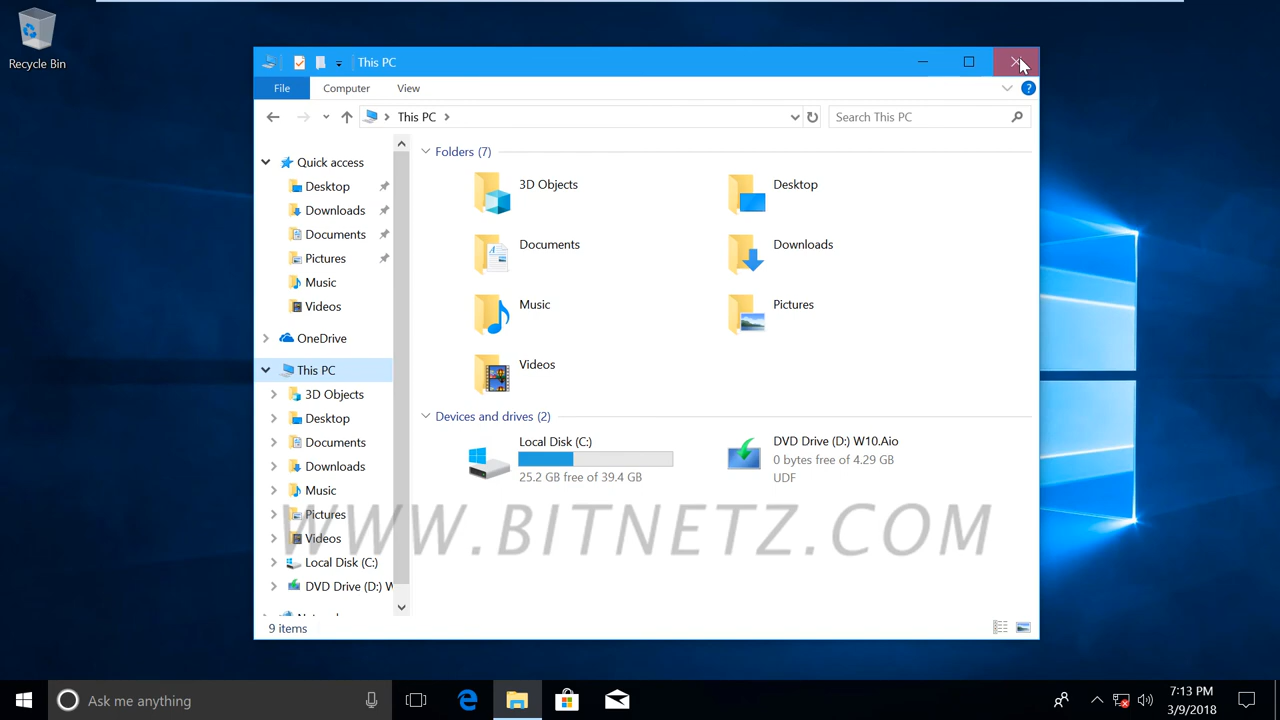 Recycle Bin
This PC
File Computer View
This PC
Search This PC
Quick access
Desktop
Downloads
Documents
Pictures
Music
Videos
OneDrive
This PC
3D Objects
Desktop
Documents
Downloads
Music
Pictures
Videos
Local Disk (C:)
DVD Drive (D:) W
Folders (7)
3D Objects
Desktop
Documents
Downloads
Music
Pictures
Videos
Devices and drives (2)
Local Disk (C:)
25.2 GB free of 39.4 GB
DVD Drive (D:) W10.Aio
0 bytes free of 4.29 GB
UDF
WWW.BITNETZ.COM
9 items
Ask me anything
7:13 PM
3/9/2018